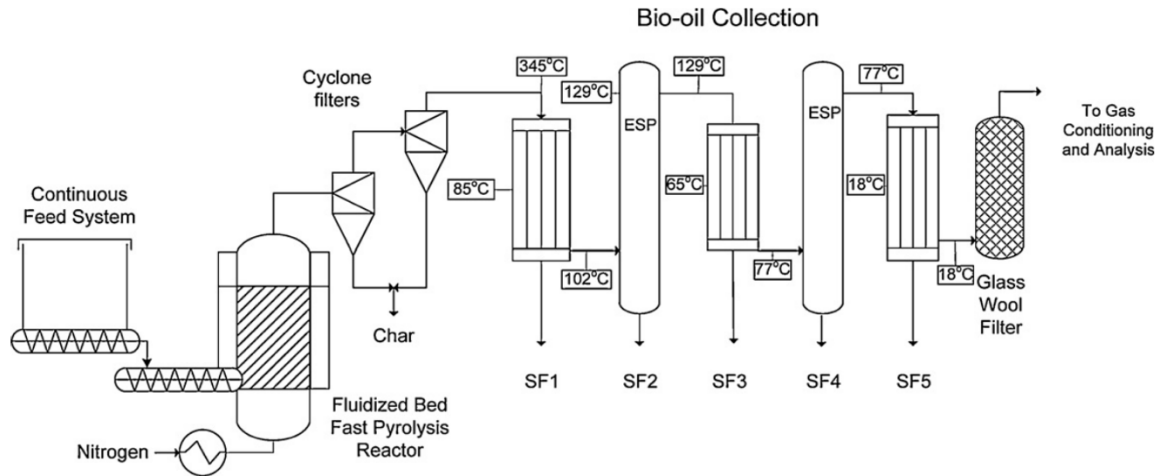 Bio-oil Collection
Cyclone
filters
345°C
129°C
129°C
77°C
ESP
ESP
To Gas
Conditioning
and Analysis
Continuous
Feed System
85°C
65°C
18°C
102°C
77°C
18°C
Glass
Wool
Filter
Char
SF1
SF2
SF3
SF4
SF5
Fluidized Bed
Fast Pyrolysis
Reactor
Nitrogen